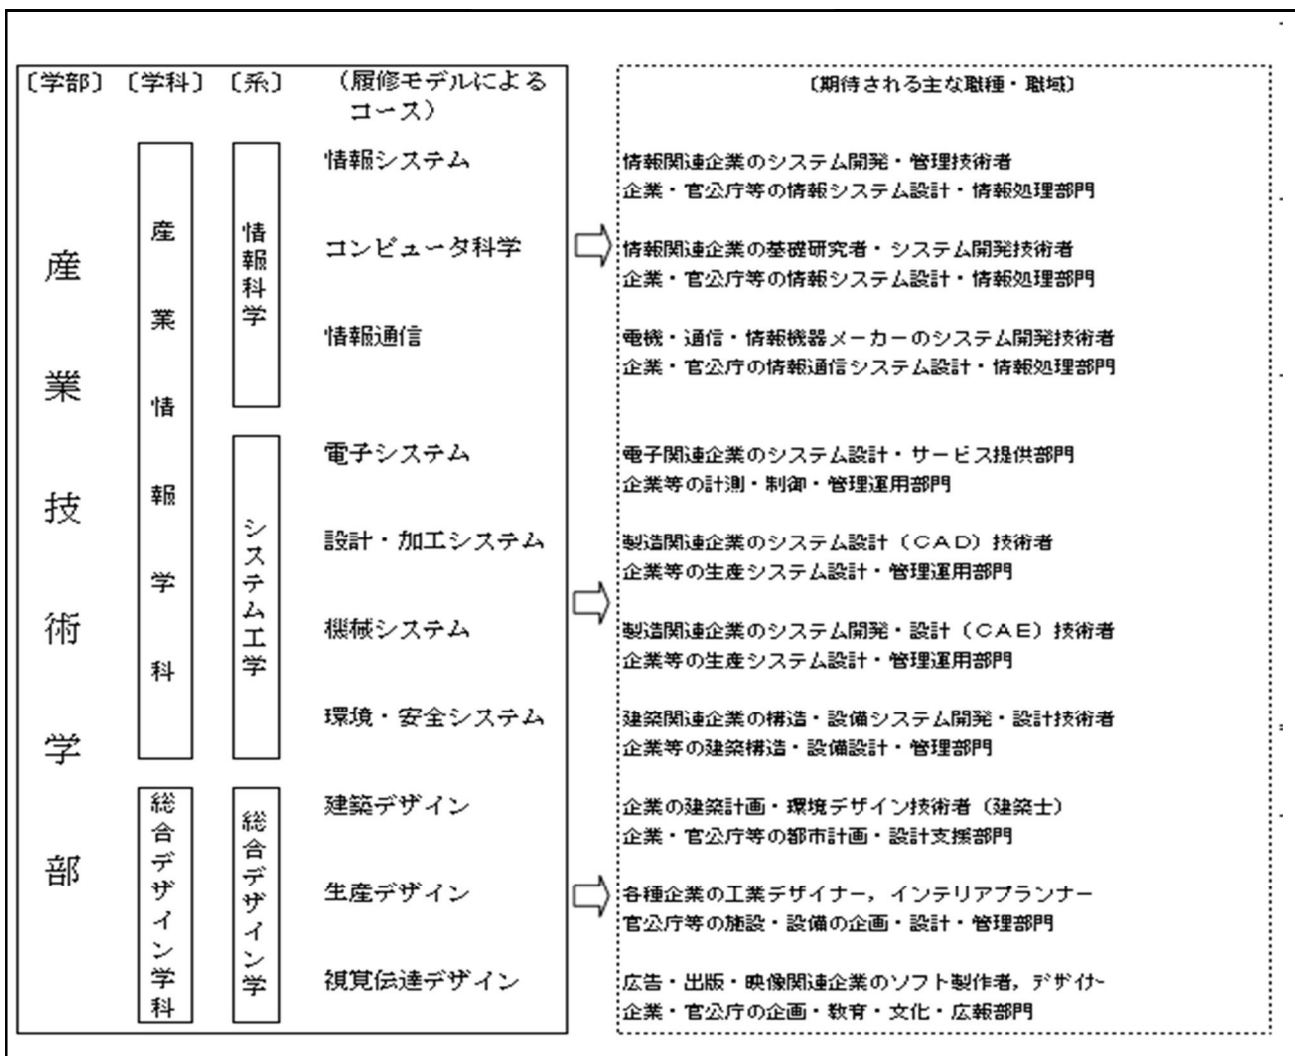 〔学部〕 〔学科〕 〔系〕 （履修モデルによる
コース）
産業技術学部
産業情報学科
情報科学
情報システム
コンピュータ科学
情報通信
システム工学
電子システム
設計・加工システム
機械システム
環境・安全システム
総合デザイン学科
総合デザイン学
建築デザイン
生産デザイン
視覚伝達デザイン
〔期待される主な職種・職域〕
情報関連企業のシステム開発・管理技術者
企業・官公庁等の情報システム設計・情報処理部門
情報関連企業の基礎研究者・システム開発技術者
企業・官公庁等の情報システム設計・情報処理部門
電機・通信・情報機器メーカーのシステム開発技術者
企業・官公庁の情報通信システム設計・情報処理部門
電子関連企業のシステム設計・サービス提供部門
企業等の計測・制御・管理運用部門
製造関連企業のシステム設計（ＣＡＤ）技術者
企業等の生産システム設計・管理運用部門
製造関連企業のシステム開発・設計（ＣＡＥ）技術者
企業等の生産システム設計・管理運用部門
建築関連企業の構造・設備システム開発・設計技術者
企業等の建築構造・設備設計・管理部門
企業の建築計画・環境デザイン技術者（建築士）
企業・官公庁等の都市計画・設計支援部門
各種企業の工業デザイナー，インテリアプランナー
官公庁等の施設・設備の企画・設計・管理部門
広告・出版・映像関連企業のソフト製作者，デザイナー
企業・官公庁の企画・教育・文化・広報部門